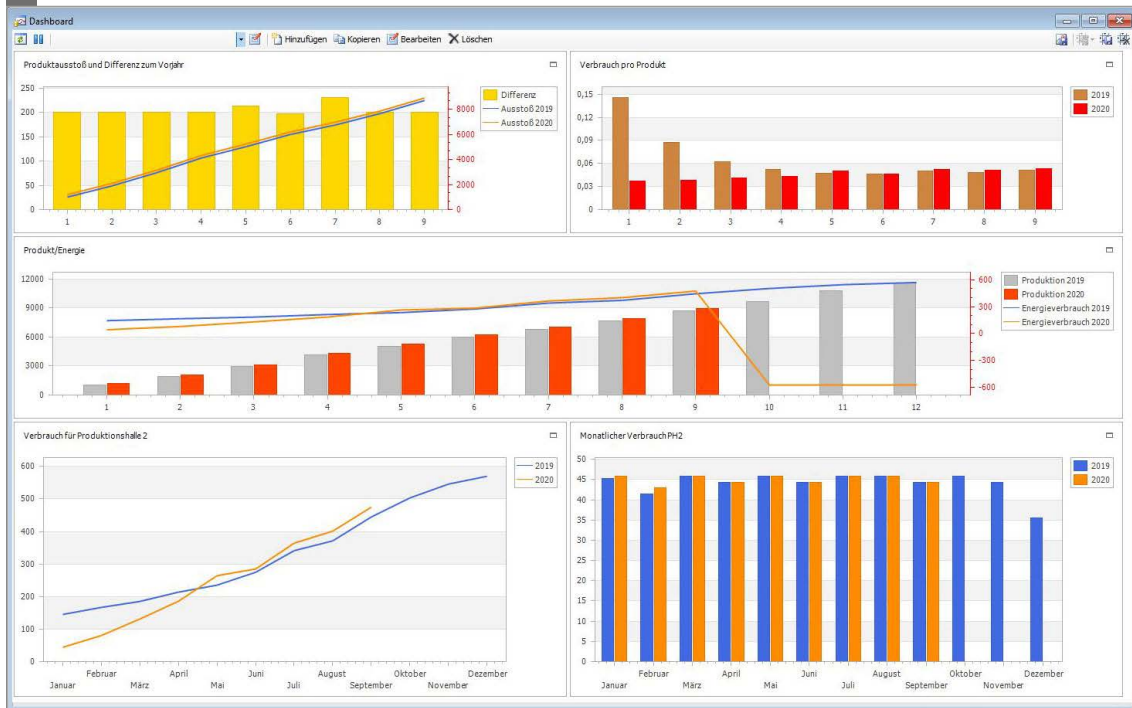 Dashboard
Hinzufügen Kopieren Bearbeiten Löschen
Produktausstoß und Differenz zum Vorjahr
250
200
150
100
50
0
8000
6000
4000
2000
0
1 2 3 4 5 6 7 8 9
Differenz
Ausstoß 2019
Ausstoß 2020
Verbrauch pro Produkt
0,15
0,12
0,09
0,06
0,03
0
1 2 3 4 5 6 7 8 9
2019
2020
Produkt/Energie
12000
9000
6000
3000
0
600
300
0
-300
-600
1 2 3 4 5 6 7 8 9 10 11 12
Produktion 2019
Produktion 2020
Energieverbrauch 2019
Energieverbrauch 2020
Verbrauch für Produktionshalle 2
600
500
400
300
200
100
0
Januar Februar März April Mai Juni Juli August September Oktober November Dezember
2019
2020
Monatlicher Verbrauch PH2
50
45
40
35
30
25
20
15
10
5
0
Januar Februar März April Mai Juni Juli August September Oktober November Dezember
2019
2020